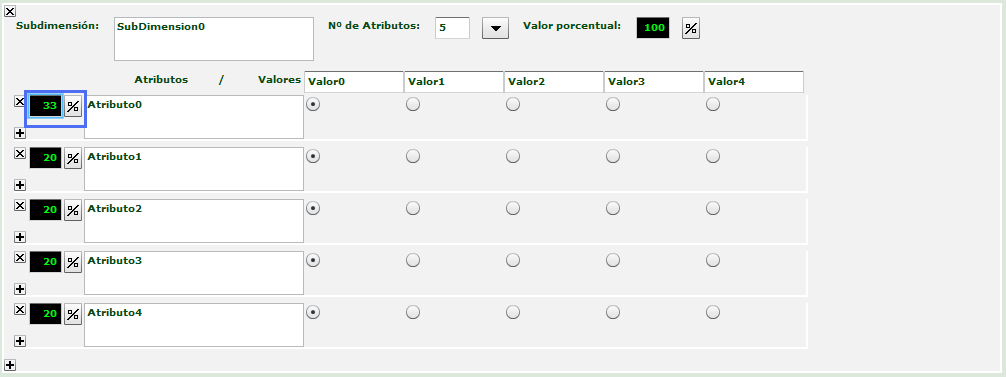 Subdimensión: SubDimension0 Nº de Atributos: 5 Valor porcentual: 100 %
Atributos / Valores Valor0 Valor1 Valor2 Valor3 Valor4
33 % Atributo0
20 % Atributo1
20 % Atributo2
20 % Atributo3
20 % Atributo4